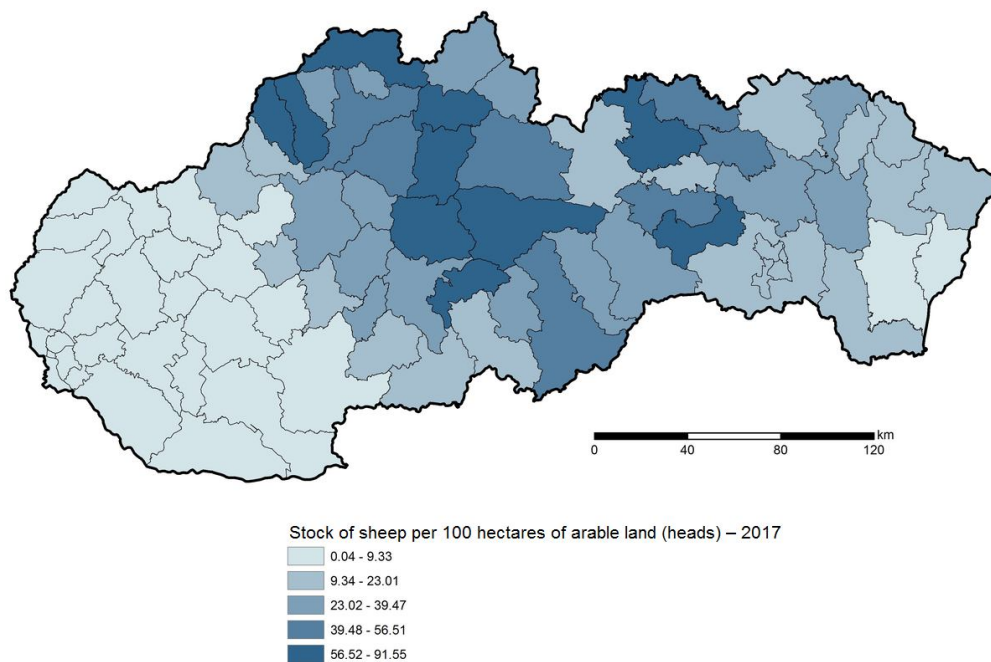 km
0 40 80 120
Stock of sheep per 100 hectares of arable land (heads) – 2017
0.04 - 9.33
9.34 - 23.01
23.02 - 39.47
39.48 - 56.51
56.52 - 91.55